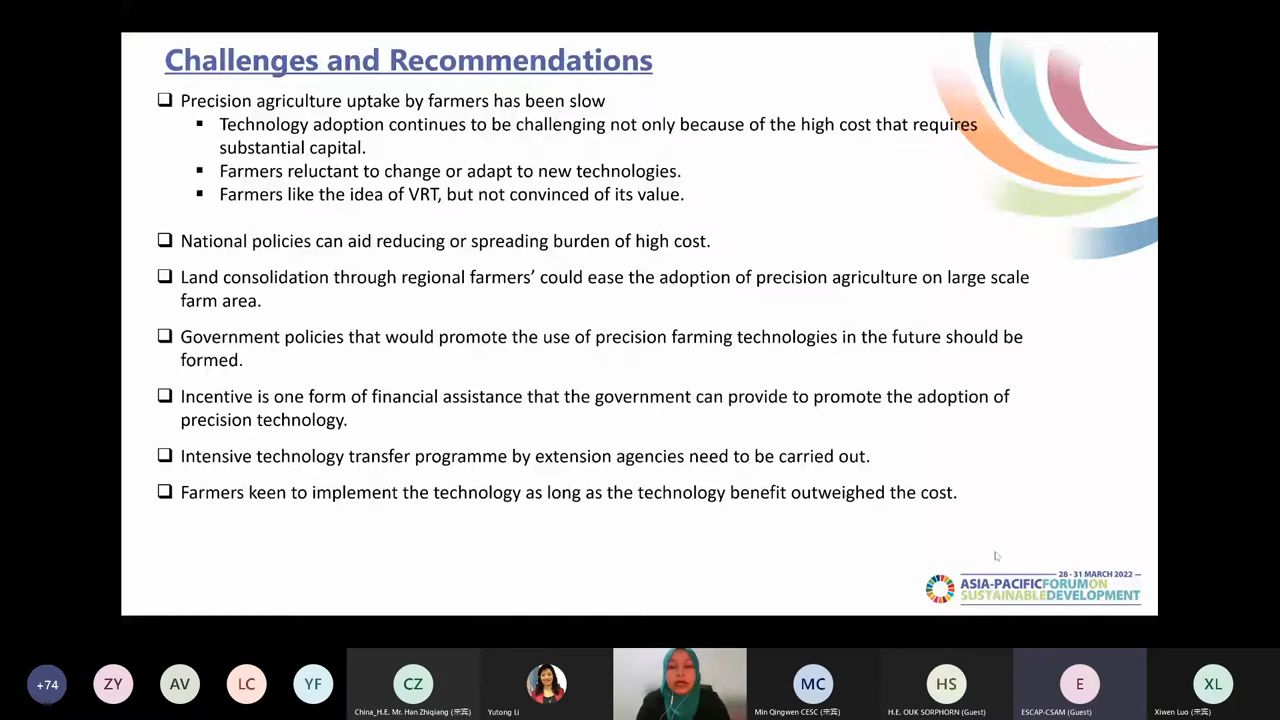 Challenges and Recommendations
Precision agriculture uptake by farmers has been slow
Technology adoption continues to be challenging not only because of the high cost that requires
substantial capital.
Farmers reluctant to change or adapt to new technologies.
Farmers like the idea of VRT, but not convinced of its value.
National policies can aid reducing or spreading burden of high cost.
Land consolidation through regional farmers’ could ease the adoption of precision agriculture on large scale
farm area.
Government policies that would promote the use of precision farming technologies in the future should be
formed.
Incentive is one form of financial assistance that the government can provide to promote the adoption of
precision technology.
Intensive technology transfer programme by extension agencies need to be carried out.
Farmers keen to implement the technology as long as the technology benefit outweighed the cost.
28 - 31 MARCH 2022
ASIA-PACIFICFORUMON
SUSTAINABLEDEVELOPMENT
+74
ZY
AV
LC
YF
CZ
MC
HS
E
XL
China_H.E. Mr. Han Zhiqiang (来宾)
Yutong Li
Min Qingwen CESC (来宾)
H.E. OUK SORPHORN (Guest)
ESCAP-CSAM (Guest)
Xiwen Luo (来宾)